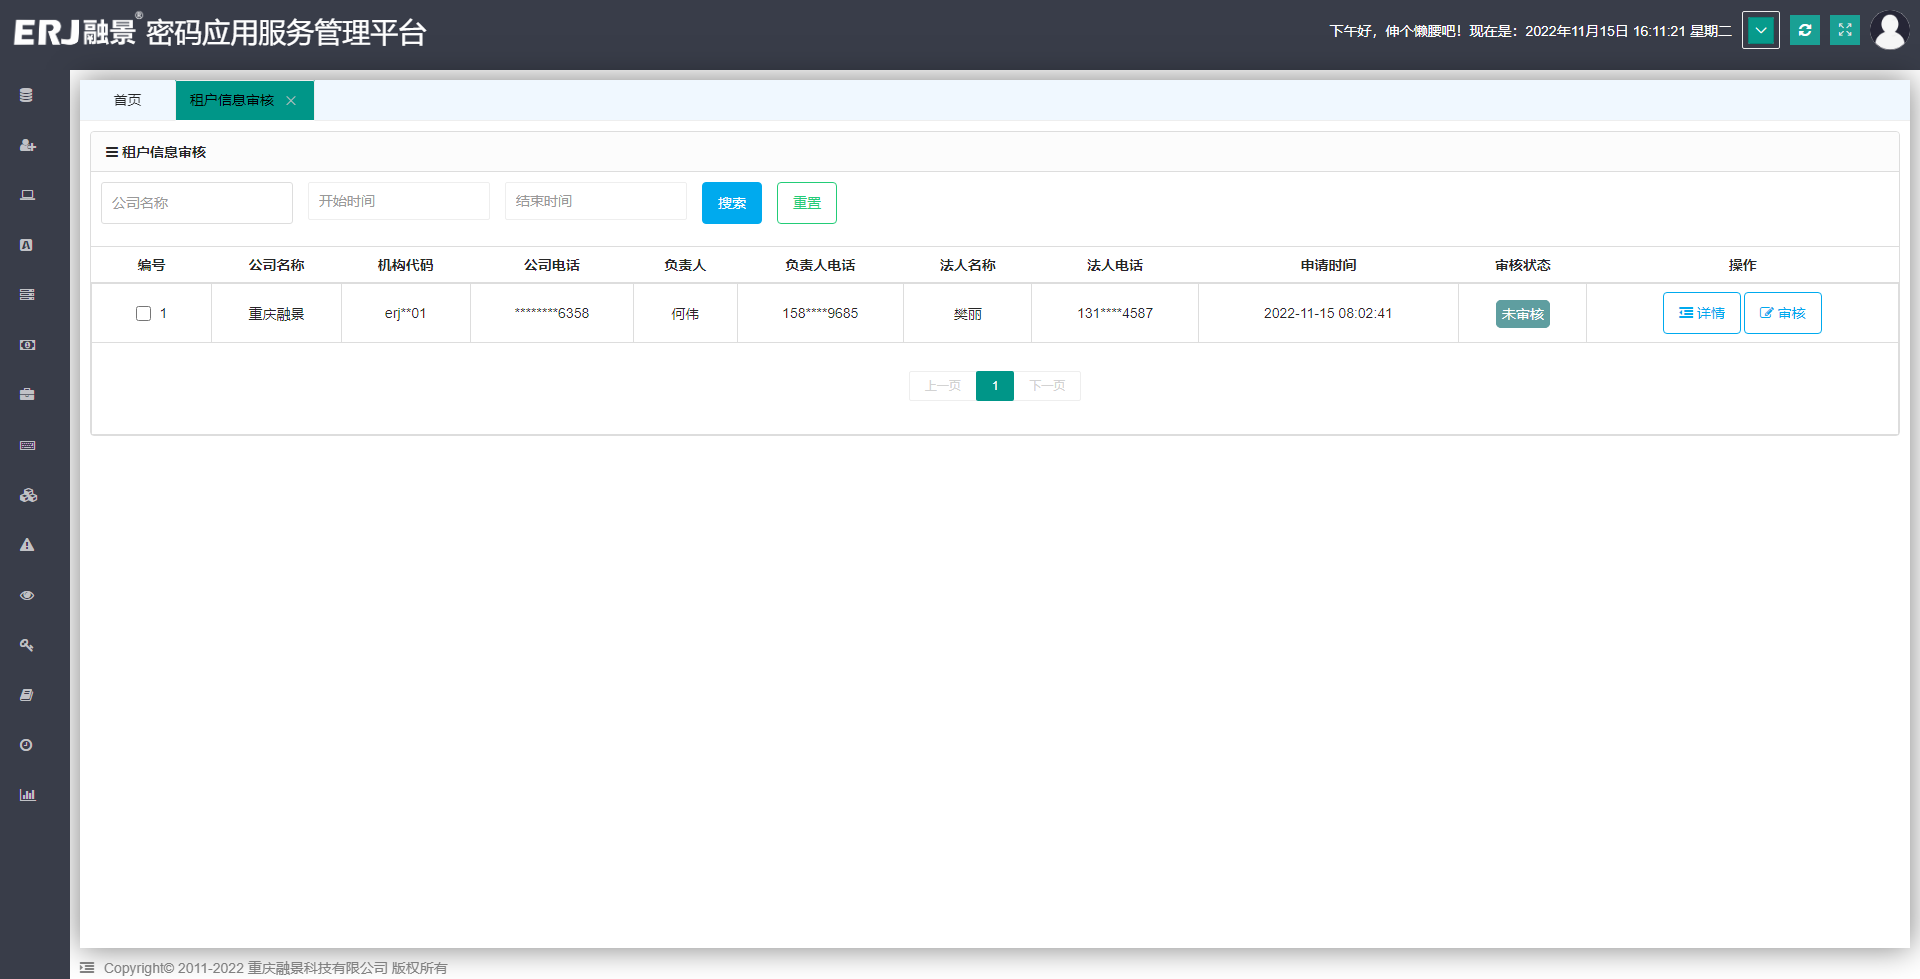 ERJ融景® 密码应用服务管理平台
下午好，伸个懒腰吧！现在是：2022年11月15日 16:11:21 星期二
首页 租户信息审核
租户信息审核
公司名称 开始时间 结束时间 搜索 重置
编号 公司名称 机构代码 公司电话 负责人 负责人电话 法人名称 法人电话 申请时间 审核状态 操作
1 重庆融景 erj**01 ********6358 何伟 158****9685 樊丽 131****4587 2022-11-15 08:02:41 未审核 详情 审核
上一页 1 下一页
Copyright© 2011-2022 重庆融景科技有限公司 版权所有